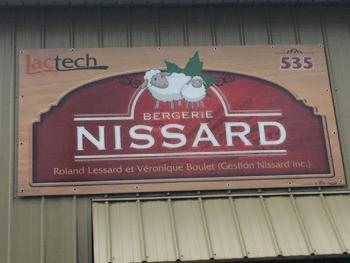 Lactech
535
BERGERIE
NISSARD
Roland Lessard et Véronique Boulet (Gestion Nissard inc.)